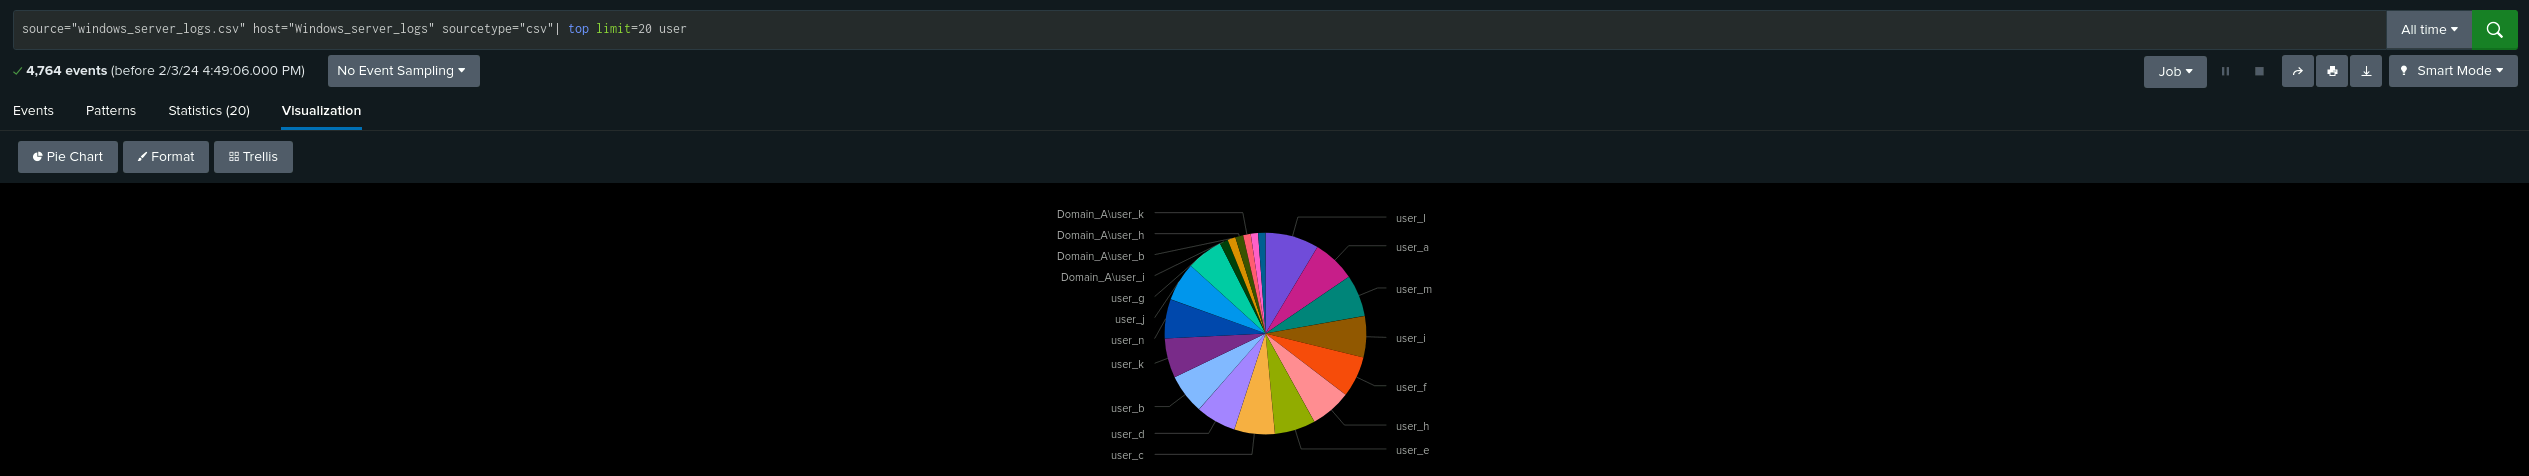 source="windows_server_logs.csv" host="Windows_server_logs" sourcetype="csv"| top limit=20 user
All time
4,764 events (before 2/3/24 4:49:06.000 PM)
No Event Sampling
Job
Smart Mode
Events
Patterns
Statistics (20)
Visualization
Pie Chart
Format
Trellis
Domain_A\user_k
Domain_A\user_h
Domain_A\user_b
Domain_A\user_i
user_g
user_j
user_n
user_k
user_b
user_d
user_c
user_l
user_a
user_m
user_i
user_f
user_h
user_e